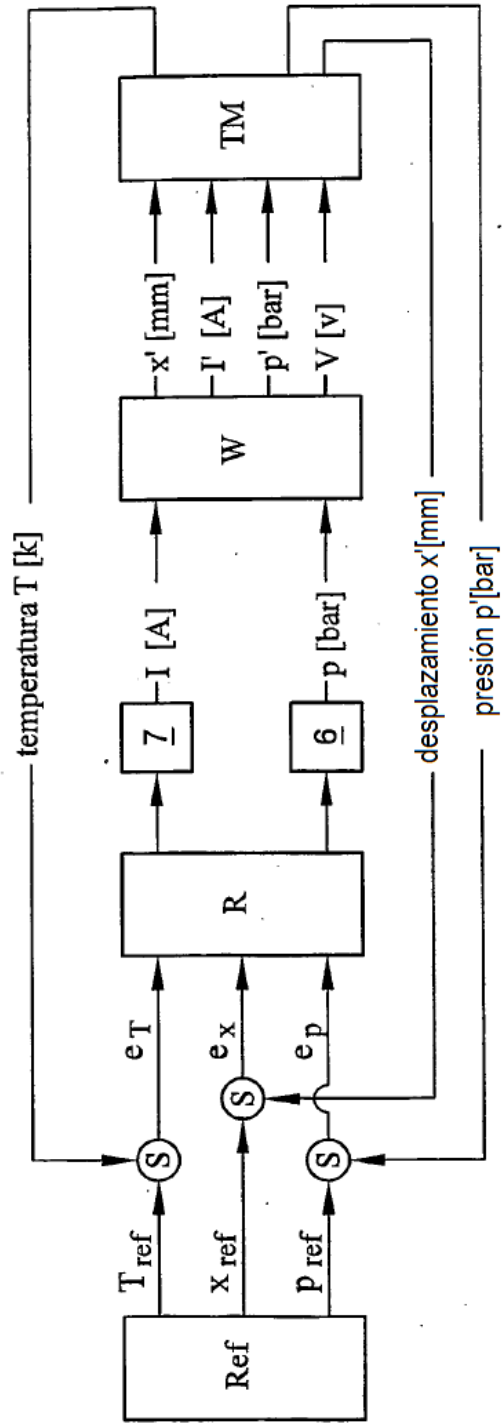 temperatura T [k]
Ref
T ref
x ref
p ref
S
S
S
e T
e x
e p
R
7
6
I [A]
p [bar]
W
x' [mm]
I' [A]
p' [bar]
V [v]
TM
desplazamiento x'[mm]
presión p'[bar]